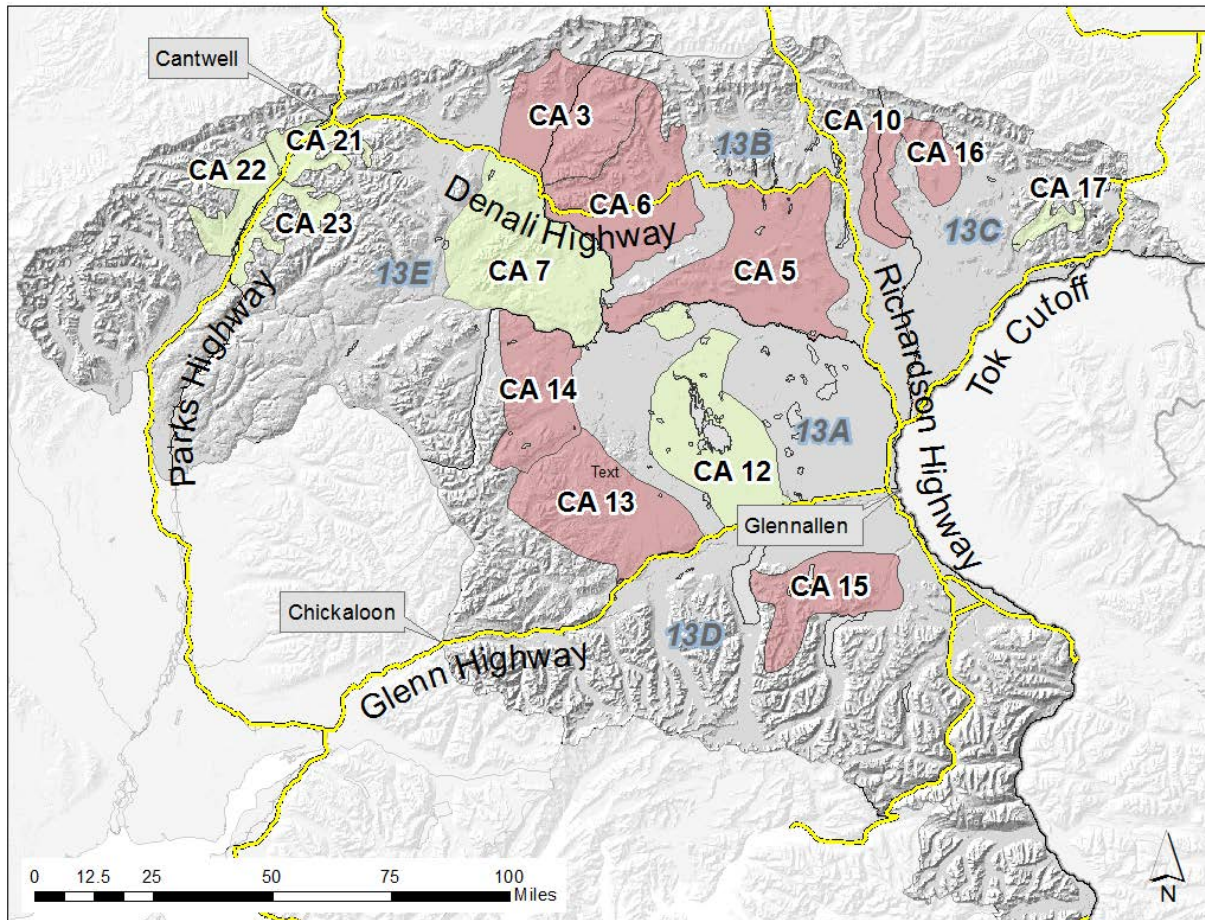 Cantwell
CA 21
CA 22
CA 23
CA 3
13B
CA 10
CA 16
CA 17
CA 6
Denali Highway
13E
CA 7
CA 5
13C
Parks Highway
Richardson Highway
Tok Cutoff
CA 14
13A
Text
CA 12
CA 13
Glennallen
CA 15
Chickaloon
13D
Glenn Highway
0 12.5 25 50 75 100
Miles
N